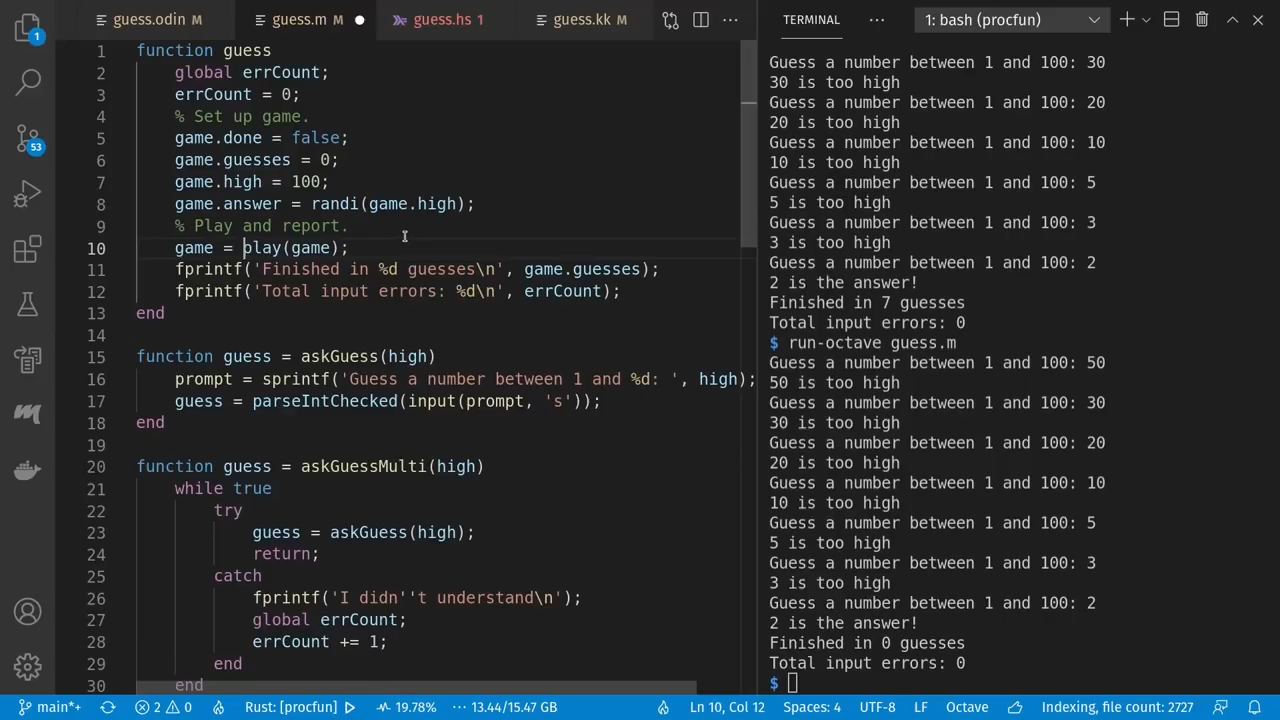 guess.odin M
guess.m M
guess.hs 1
guess.kk M
TERMINAL
1: bash (procfun)
1
1 function guess
2 global errCount;
3 errCount = 0;
4 % Set up game.
5 game.done = false;
6 game.guesses = 0;
7 game.high = 100;
8 game.answer = randi(game.high);
9 % Play and report.
10 game = play(game);
11 fprintf('Finished in %d guesses\n', game.guesses);
12 fprintf('Total input errors: %d\n', errCount);
13 end
14
15 function guess = askGuess(high)
16 prompt = sprintf('Guess a number between 1 and %d: ', high);
17 guess = parseIntChecked(input(prompt, 's'));
18 end
19
20 function guess = askGuessMulti(high)
21 while true
22 try
23 guess = askGuess(high);
24 return;
25 catch
26 fprintf('I didn''t understand\n');
27 global errCount;
28 errCount += 1;
29 end
30 end
53
Guess a number between 1 and 100: 30
30 is too high
Guess a number between 1 and 100: 20
20 is too high
Guess a number between 1 and 100: 10
10 is too high
Guess a number between 1 and 100: 5
5 is too high
Guess a number between 1 and 100: 3
3 is too high
Guess a number between 1 and 100: 2
2 is the answer!
Finished in 7 guesses
Total input errors: 0
$ run-octave guess.m
Guess a number between 1 and 100: 50
50 is too high
Guess a number between 1 and 100: 30
30 is too high
Guess a number between 1 and 100: 20
20 is too high
Guess a number between 1 and 100: 10
10 is too high
Guess a number between 1 and 100: 5
5 is too high
Guess a number between 1 and 100: 3
3 is too high
Guess a number between 1 and 100: 2
2 is the answer!
Finished in 0 guesses
Total input errors: 0
$
main*+ 2 0 Rust: [procfun] 19.78% 13.44/15.47 GB Ln 10, Col 12 Spaces: 4 UTF-8 LF Octave Indexing, file count: 2727